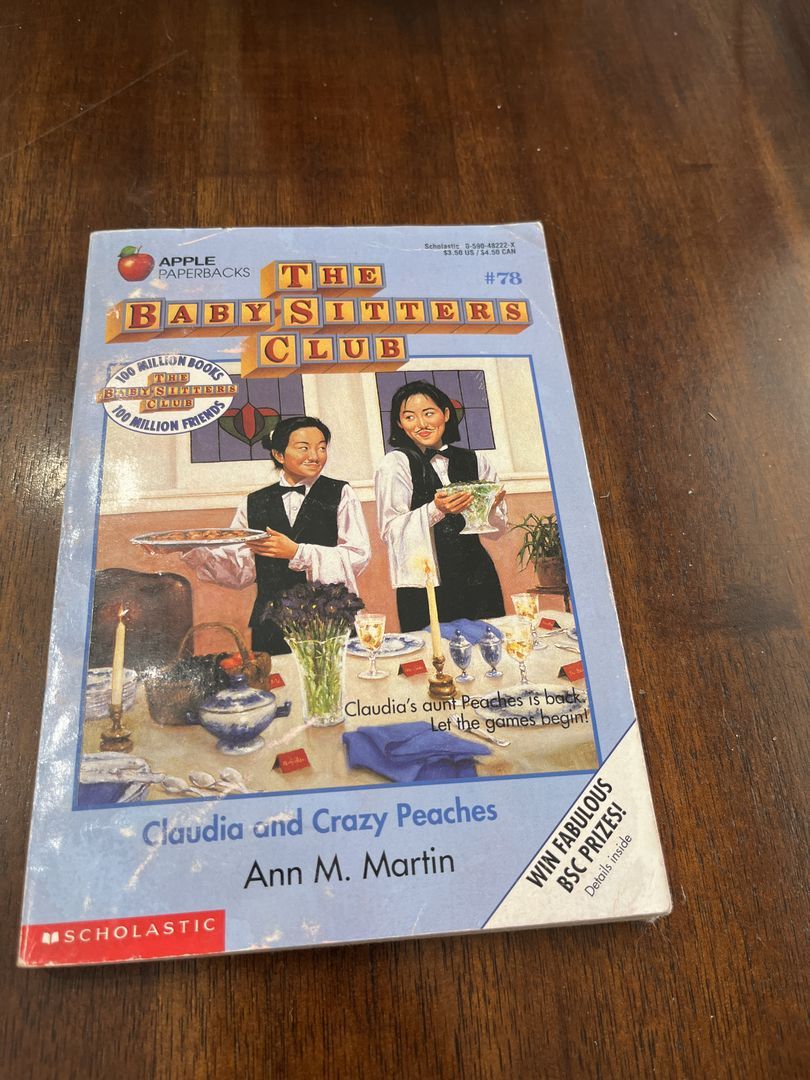 APPLE
PAPERBACKS
Scholastic 0-590-48222-X
$3.50 US / $4.50 CAN
#78
THE
BABY-SITTERS
CLUB
100 MILLION BOOKS
THE
BABY-SITTERS
CLUB
100 MILLION FRIENDS
Claudia's aunt Peaches is back.
Let the games begin!
Claudia and Crazy Peaches
Ann M. Martin
WIN FABULOUS
BSC PRIZES!
Details inside
SCHOLASTIC